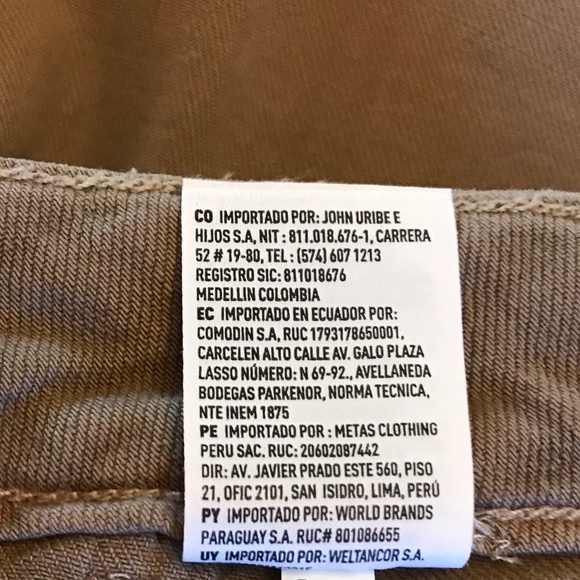 CO IMPORTADO POR: JOHN URIBE E
HIJOS S.A, NIT : 811.018.676-1, CARRERA
52 # 19-80, TEL : (574) 607 1213
REGISTRO SIC: 811018676
MEDELLIN COLOMBIA
EC IMPORTADO EN ECUADOR POR:
COMODIN S.A, RUC 1793178650001,
CARCELEN ALTO CALLE AV. GALO PLAZA
LASSO NÚMERO: N 69-92., AVELLANEDA
BODEGAS PARKENOR, NORMA TECNICA,
NTE INEM 1875
PE IMPORTADO POR : METAS CLOTHING
PERU SAC. RUC: 20602087442
DIR: AV. JAVIER PRADO ESTE 560, PISO
21, OFIC 2101, SAN ISIDRO, LIMA, PERÚ
PY IMPORTADO POR: WORLD BRANDS
PARAGUAY S.A. RUC# 801086655
UY IMPORTADO POR: WELTANCOR S.A.